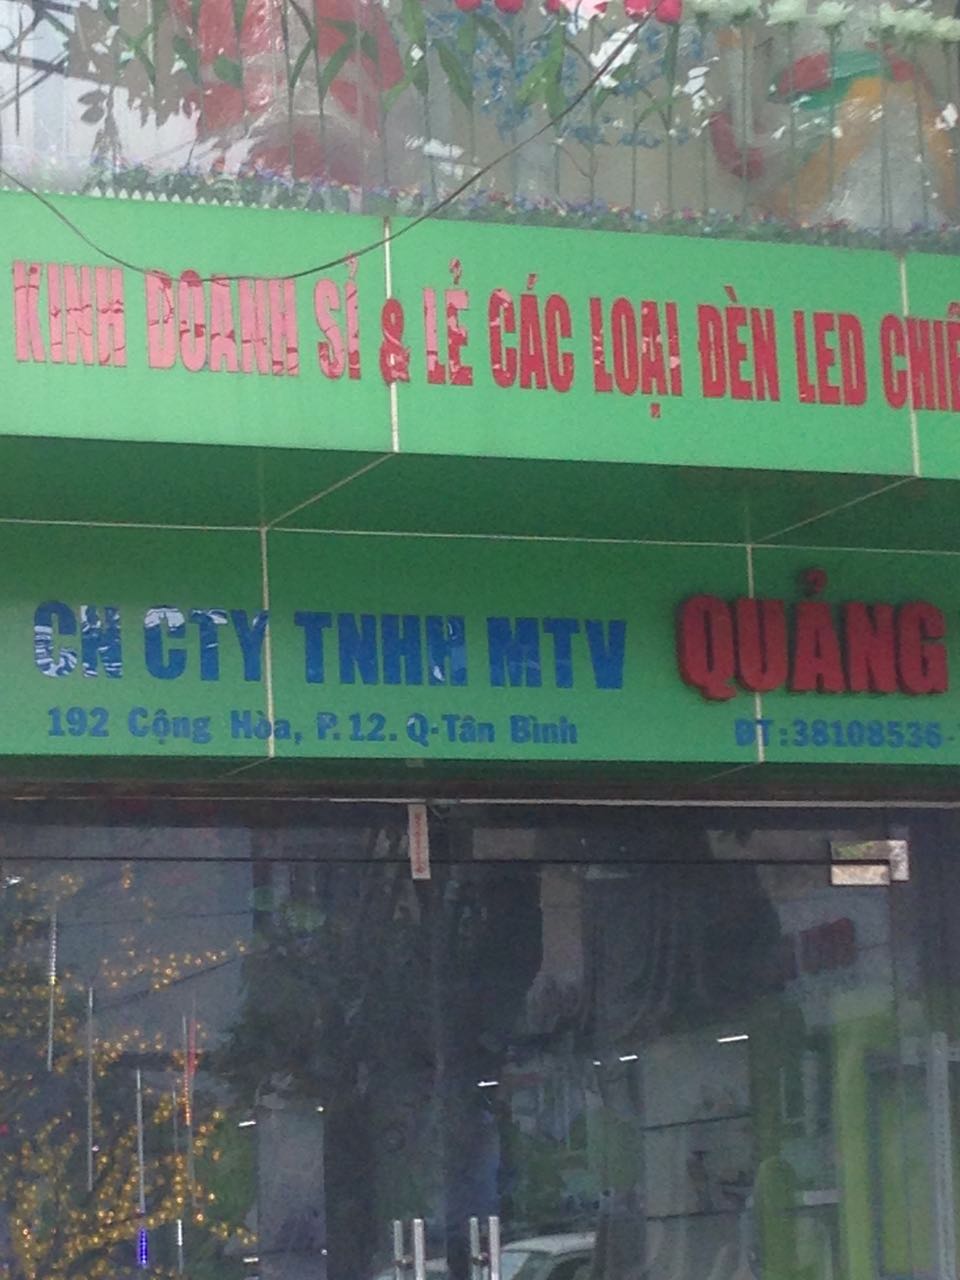 KINH DOANH SỈ & LẺ CÁC LOẠI ĐÈN LED CHIẾ
CN CTY TNHH MTV QUẢNG
192 Cộng Hòa, P.12. Q-Tân Bình ĐT:38108536-